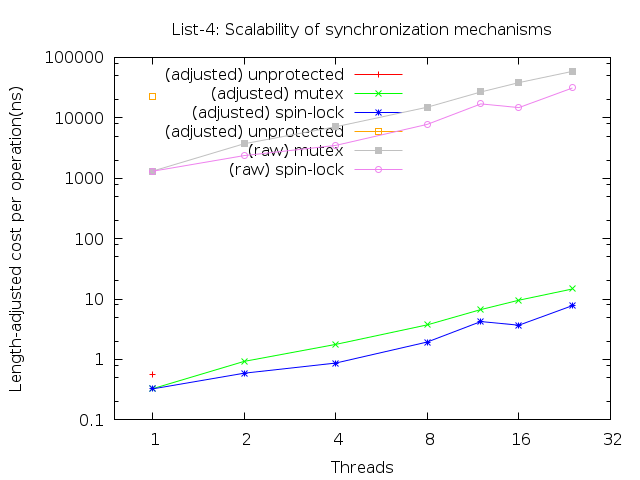 List-4: Scalability of synchronization mechanisms
100000
10000
1000
100
10
1
0.1
Length-adjusted cost per operation(ns)
(adjusted) unprotected
(adjusted) mutex
(adjusted) spin-lock
(adjusted) unprotected
(raw) mutex
(raw) spin-lock
1 2 4 8 16 32
Threads